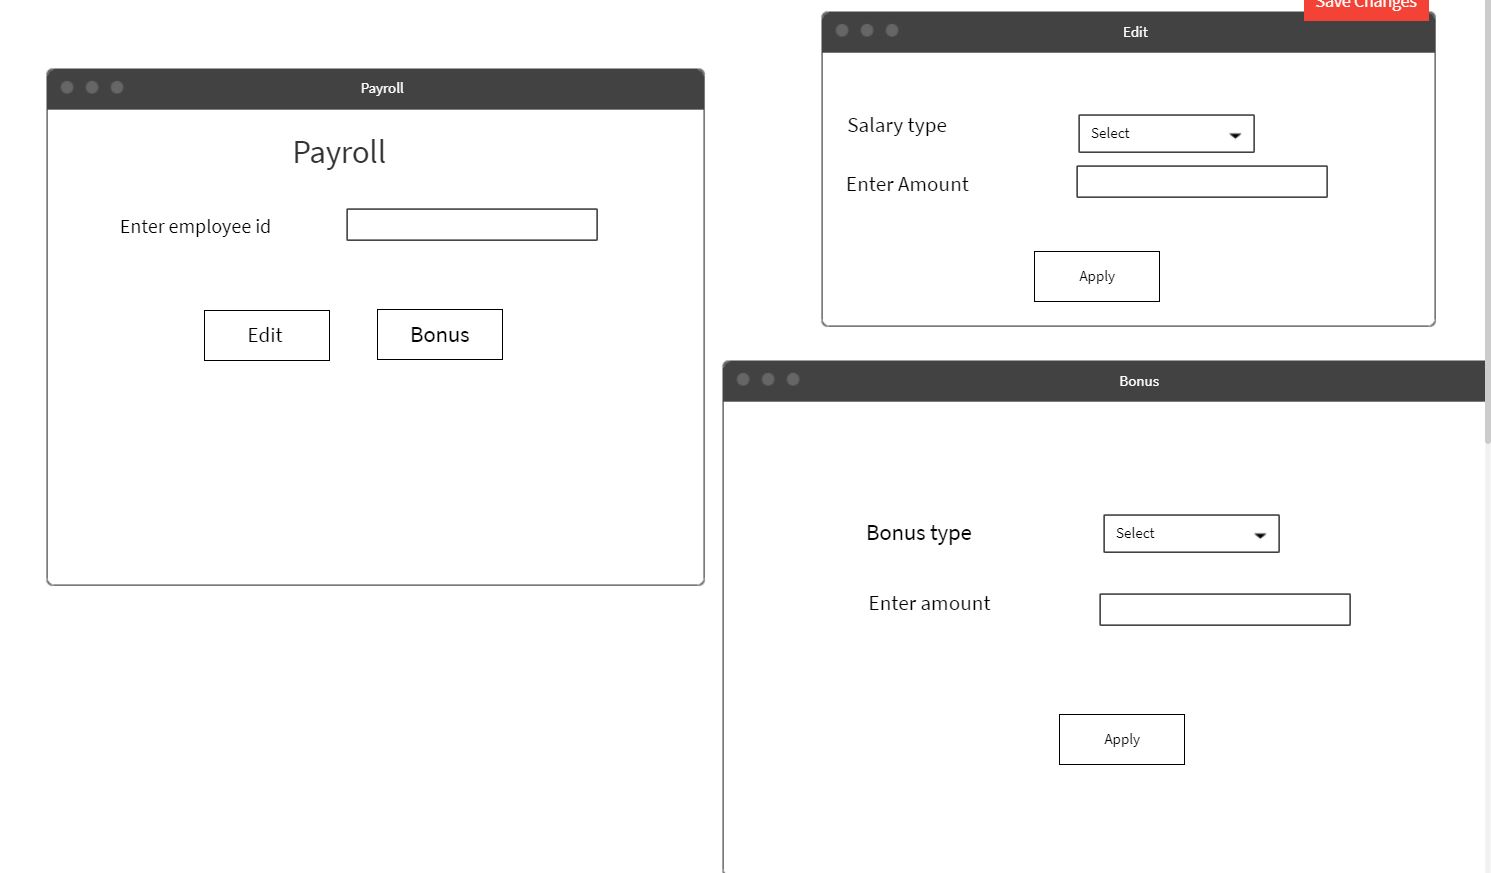 Save Changes
Edit
Payroll
Payroll
Salary type
Select
Enter Amount
Enter employee id
Apply
Edit
Bonus
Bonus
Bonus type
Select
Enter amount
Apply